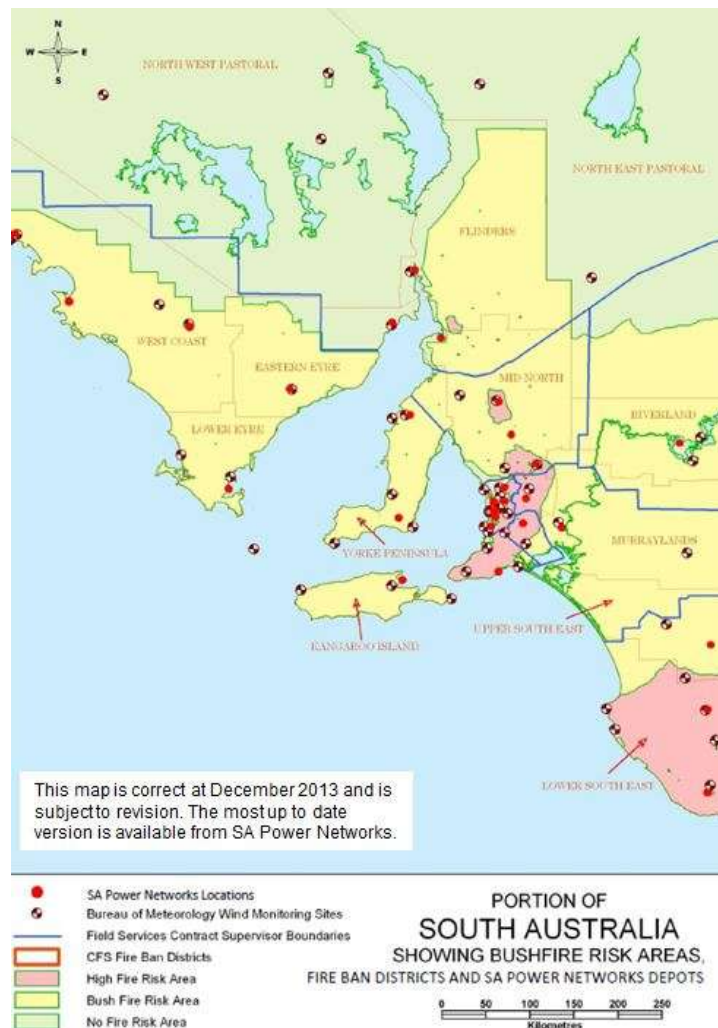 N
W E
S
NORTH WEST PASTORAL
NORTH EAST PASTORAL
FLINDERS
WEST COAST
EASTERN EYRE
MID NORTH
LOWER EYRE
RIVERLAND
YORKE PENINSULA
MURRAYLANDS
UPPER SOUTH EAST
KANGAROO ISLAND
LOWER SOUTH EAST
This map is correct at December 2013 and is
subject to revision. The most up to date
version is available from SA Power Networks.
SA Power Networks Locations
Bureau of Meteorology Wind Monitoring Sites
Field Services Contract Supervisor Boundaries
CFS Fire Ban Districts
High Fire Risk Area
Bush Fire Risk Area
No Fire Risk Area
PORTION OF
SOUTH AUSTRALIA
SHOWING BUSHFIRE RISK AREAS,
FIRE BAN DISTRICTS AND SA POWER NETWORKS DEPOTS
0 50 100 150 200 250
Kilometres